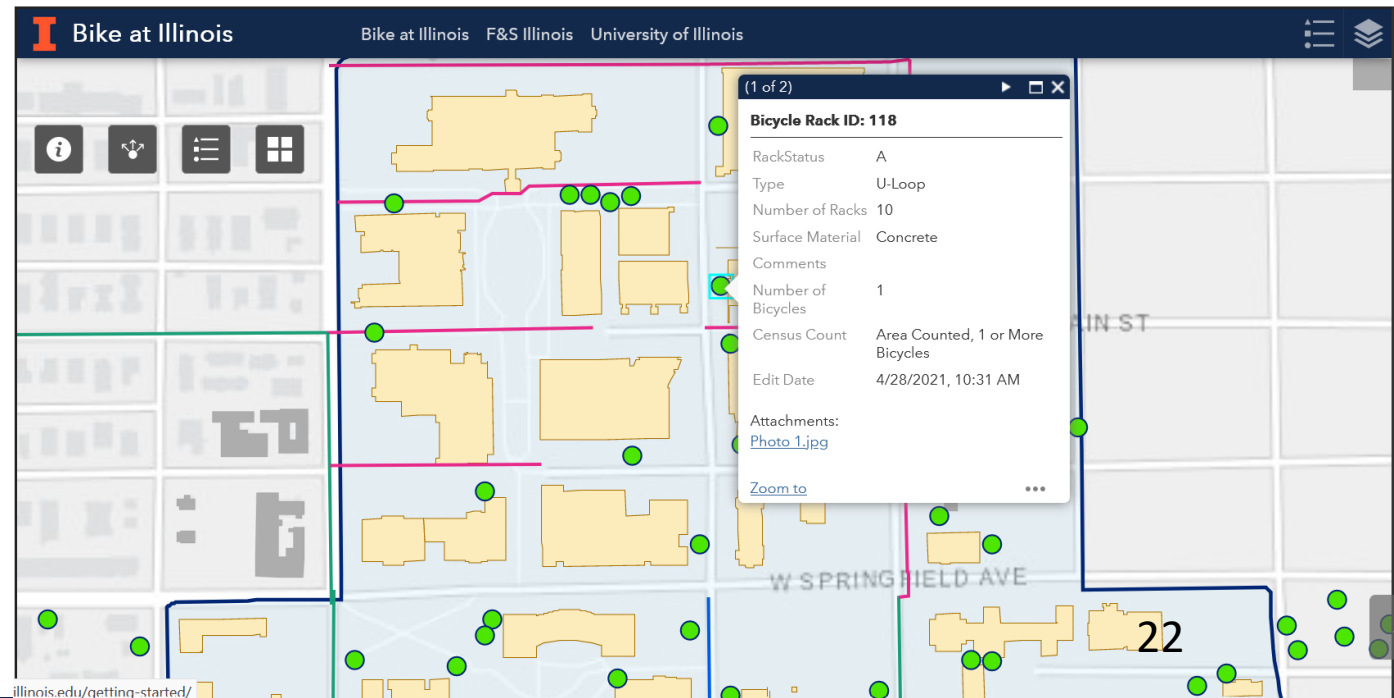 I Bike at Illinois Bike at Illinois F&S Illinois University of Illinois
(1 of 2)
Bicycle Rack ID: 118
RackStatus A
Type U-Loop
Number of Racks 10
Surface Material Concrete
Comments
Number of 1
Bicycles
Census Count Area Counted, 1 or More
Bicycles
Edit Date 4/28/2021, 10:31 AM
Attachments:
Photo 1.jpg
Zoom to
AIN ST
W SPRINGFIELD AVE
22
illinois.edu/getting-started/